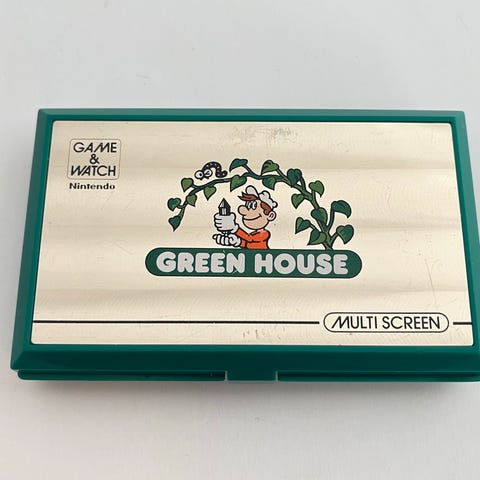 GAME
&
WATCH
Nintendo
GREEN HOUSE
MULTI SCREEN